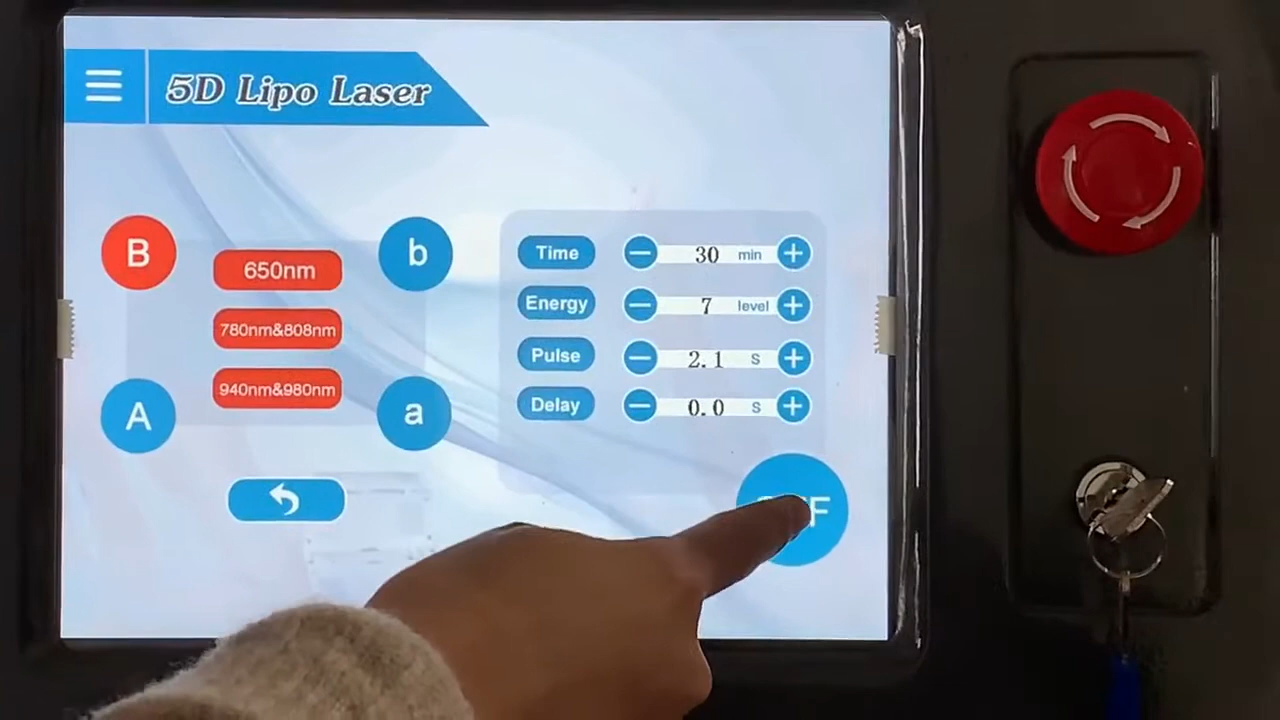 5D Lipo Laser
B
650nm
b
780nm&808nm
A
940nm&980nm
a
Time 30 min
Energy 7 level
Pulse 2.1 s
Delay 0.0 s